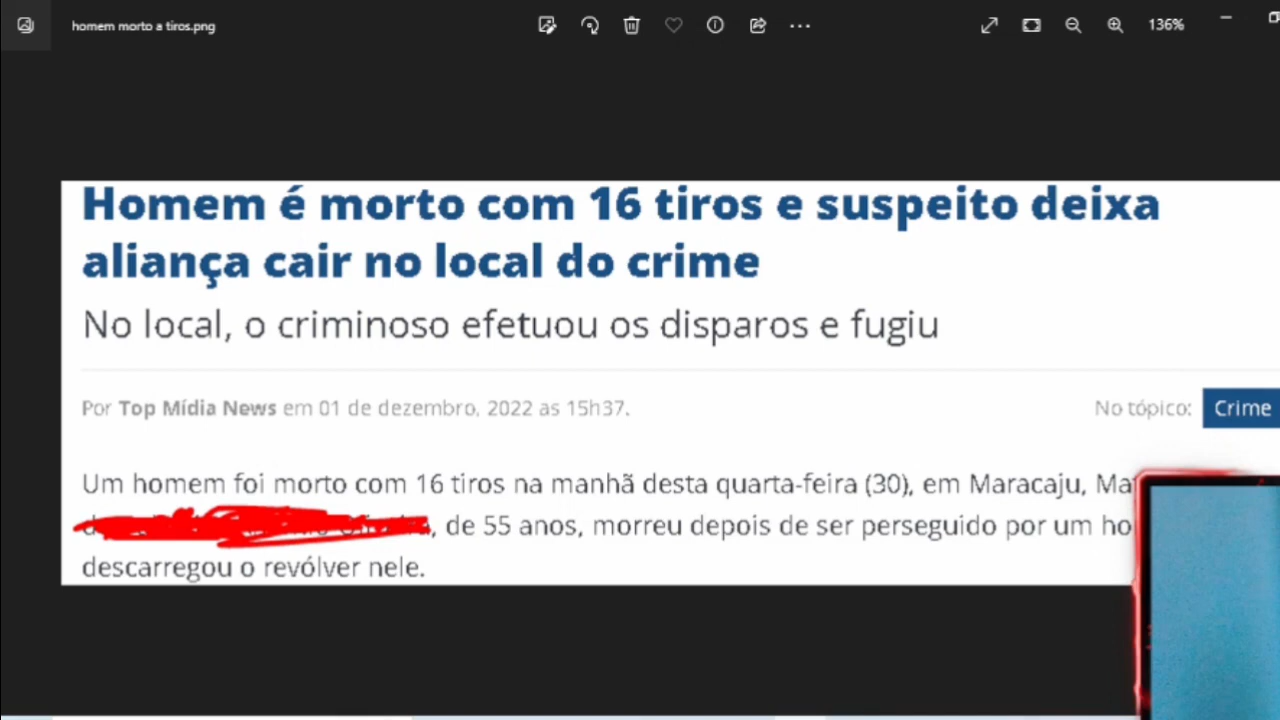 homem morto a tiros.png
136%
Homem é morto com 16 tiros e suspeito deixa
aliança cair no local do crime
No local, o criminoso efetuou os disparos e fugiu
Por Top Mídia News em 01 de dezembro, 2022 as 15h37.
No tópico: Crime
Um homem foi morto com 16 tiros na manhã desta quarta-feira (30), em Maracaju, Mat
, de 55 anos, morreu depois de ser perseguido por um ho
descarregou o revólver nele.